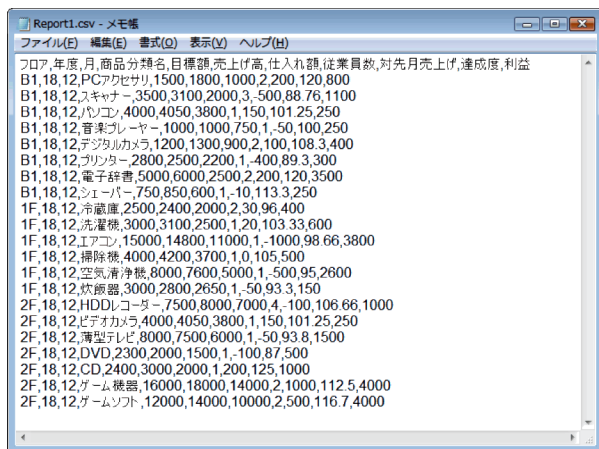 Report1.csv - メモ帳
ファイル(F) 編集(E) 書式(O) 表示(V) ヘルプ(H)
フロア,年度,月,商品分類名,目標額,売上げ高,仕入れ額,従業員数,対先月売上げ,達成度,利益
B1,18,12,PCアクセサリ,1500,1800,1000,2,200,120,800
B1,18,12,スキャナー,3500,3100,2000,3,-500,88.76,1100
B1,18,12,パソコン,4000,4050,3800,1,150,101.25,250
B1,18,12,音楽プレーヤー,1000,1000,750,1,-50,100,250
B1,18,12,デジタルカメラ,1200,1300,900,2,100,108.3,400
B1,18,12,プリンター,2800,2500,2200,1,-400,89.3,300
B1,18,12,電子辞書,5000,6000,2500,2,200,120,3500
B1,18,12,シェーバー,750,850,600,1,-10,113.3,250
1F,18,12,冷蔵庫,2500,2400,2000,2,30,96,400
1F,18,12,洗濯機,3000,3100,2500,1,20,103.33,600
1F,18,12,エアコン,15000,14800,11000,1,-1000,98.66,3800
1F,18,12,掃除機,4000,4200,3700,1,0,105,500
1F,18,12,空気清浄機,8000,7600,5000,1,-500,95,2600
1F,18,12,炊飯器,3000,2800,2650,1,-50,93.3,150
2F,18,12,HDDレコーダー,7500,8000,7000,4,-100,106.66,1000
2F,18,12,ビデオカメラ,4000,4050,3800,1,150,101.25,250
2F,18,12,薄型テレビ,8000,7500,6000,1,-50,93.8,1500
2F,18,12,DVD,2300,2000,1500,1,-100,87,500
2F,18,12,CD,2400,3000,2000,1,200,125,1000
2F,18,12,ゲーム機器,16000,18000,14000,2,1000,112.5,4000
2F,18,12,ゲームソフト,12000,14000,10000,2,500,116.7,4000